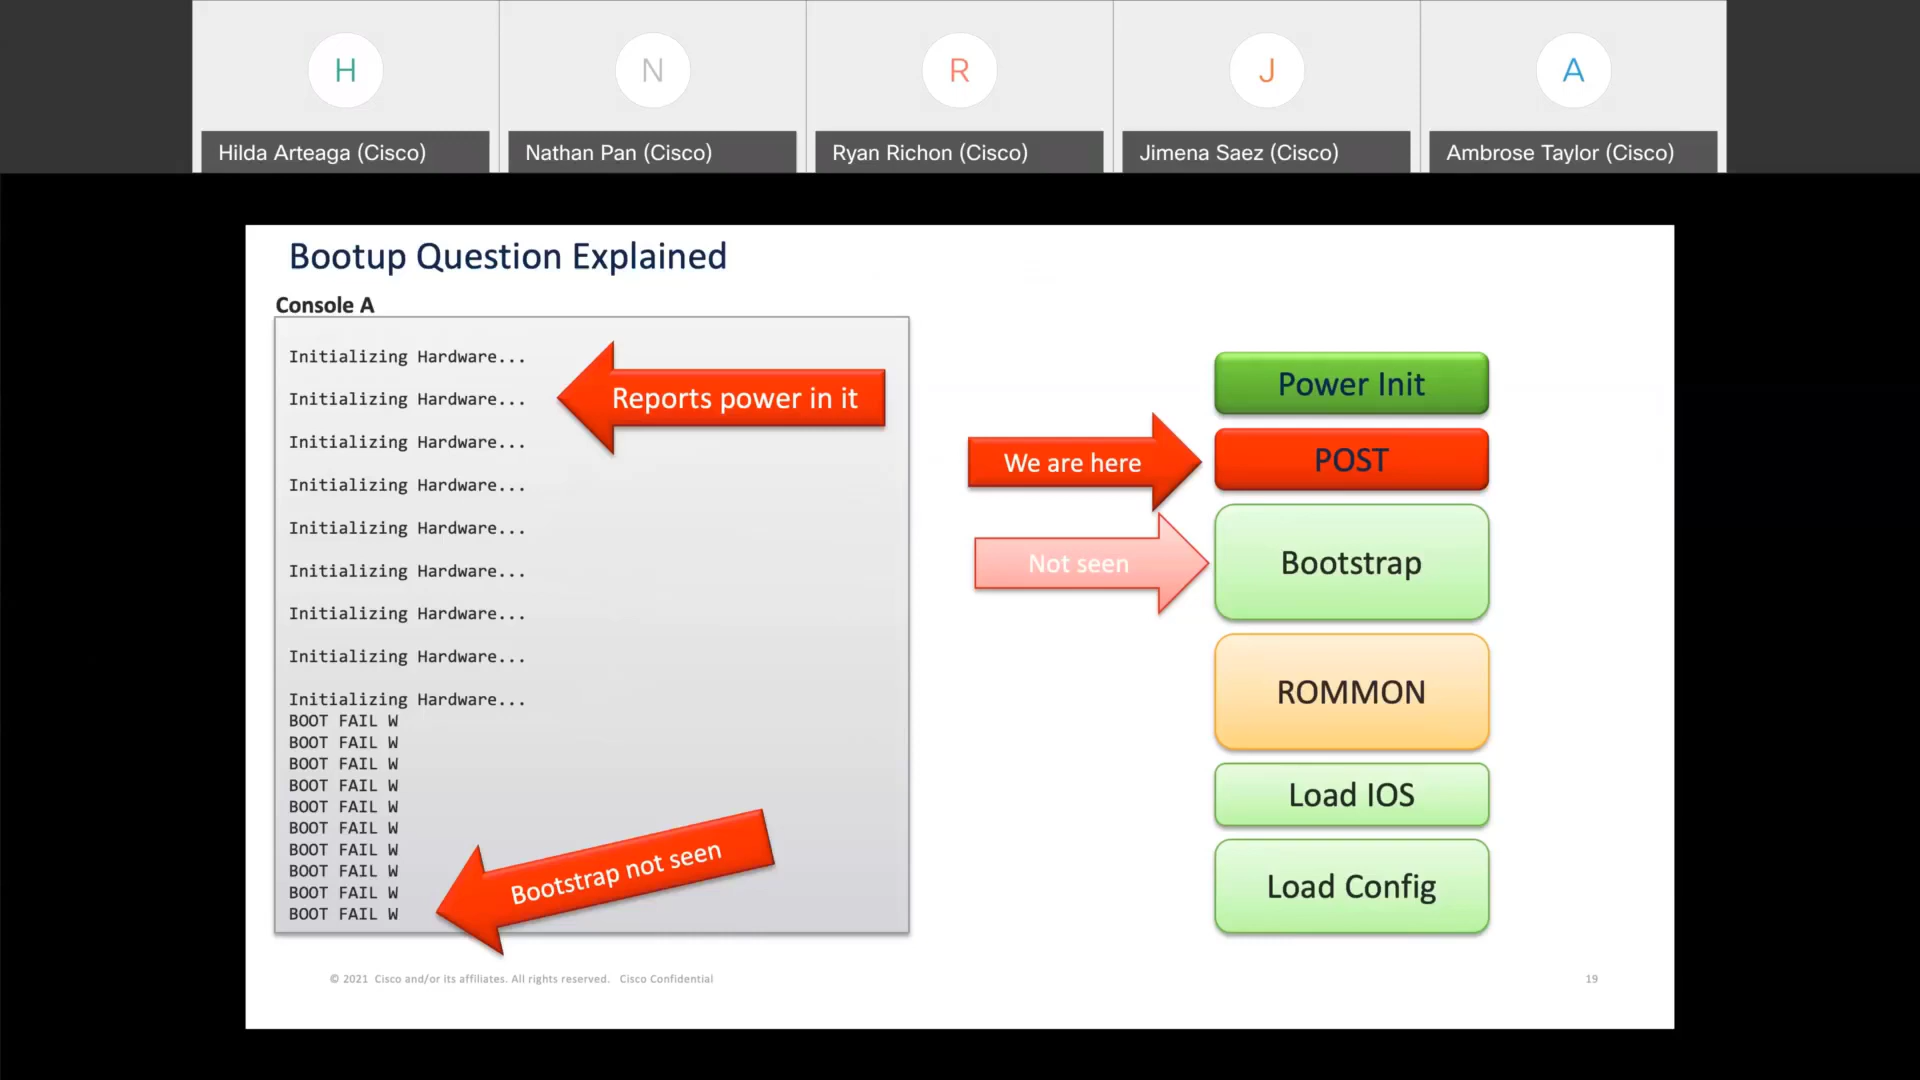 H
N
R
J
A
Hilda Arteaga (Cisco)
Nathan Pan (Cisco)
Ryan Richon (Cisco)
Jimena Saez (Cisco)
Ambrose Taylor (Cisco)
Bootup Question Explained
Console A
Initializing Hardware...
Initializing Hardware...
Initializing Hardware...
Initializing Hardware...
Initializing Hardware...
Initializing Hardware...
Initializing Hardware...
Initializing Hardware...
Initializing Hardware...
BOOT FAIL W
BOOT FAIL W
BOOT FAIL W
BOOT FAIL W
BOOT FAIL W
BOOT FAIL W
BOOT FAIL W
BOOT FAIL W
BOOT FAIL W
BOOT FAIL W
Reports power in it
Bootstrap not seen
We are here
Not seen
Power Init
POST
Bootstrap
ROMMON
Load IOS
Load Config
© 2021 Cisco and/or its affiliates. All rights reserved. Cisco Confidential
19